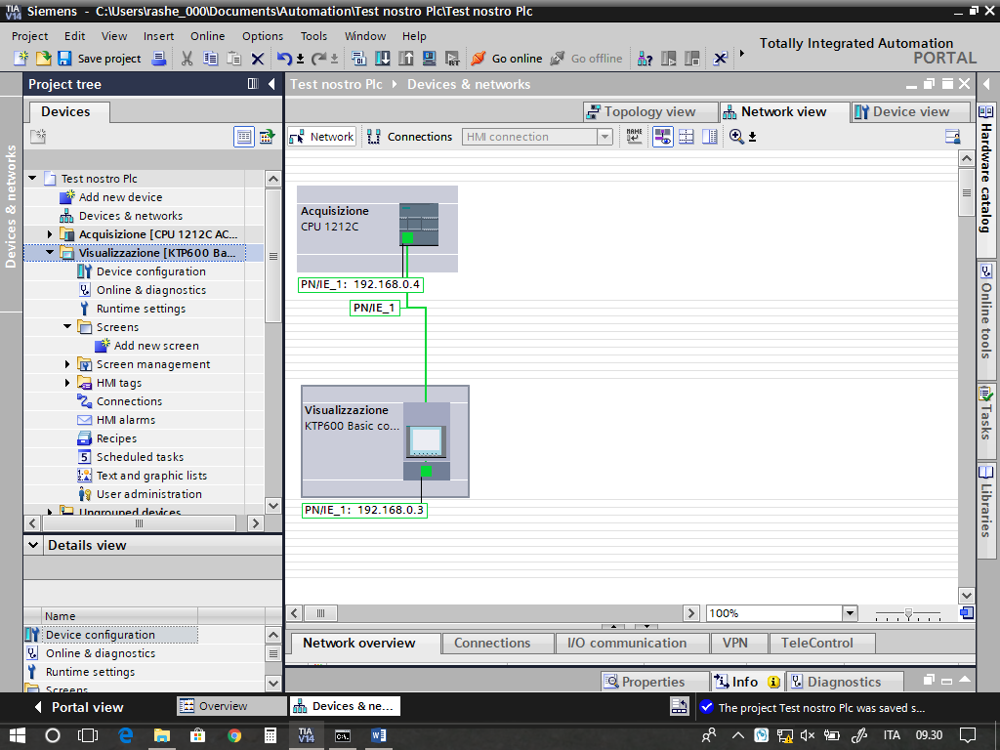 TIA V14 Siemens - C:\Users\rashe_000\Documents\Automation\Test nostro Plc\Test nostro Plc
Project Edit View Insert Online Options Tools Window Help
Save project Go online Go offline
Totally Integrated Automation
PORTAL
Project tree
Test nostro Plc Devices & networks
Devices
Topology view Network view Device view
Network Connections HMI connection
Devices & networks
Test nostro Plc
Add new device
Devices & networks
Acquisizione [CPU 1212C AC...
Visualizzazione [KTP600 Ba...
Device configuration
Online & diagnostics
Runtime settings
Screens
Add new screen
Screen management
HMI tags
Connections
HMI alarms
Recipes
Scheduled tasks
Text and graphic lists
User administration
Ungrouped devices
Acquisizione
CPU 1212C
PN/IE_1: 192.168.0.4
PN/IE_1
Visualizzazione
KTP600 Basic co...
PN/IE_1: 192.168.0.3
Hardware catalog
Online tools
Tasks
Libraries
Details view
Name
Device configuration
Online & diagnostics
Runtime settings
Screens
100%
Network overview Connections I/O communication VPN TeleControl
Properties Info Diagnostics
Portal view Overview Devices & ne...
The project Test nostro Plc was saved s...
TIA V14
ITA 09.30